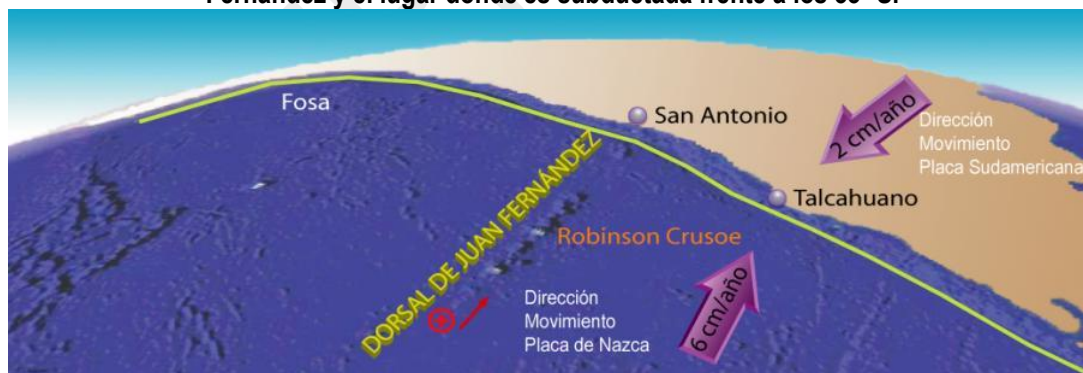 Fernández y el lugar donde es subductada frente a los 33° S.
Fosa
San Antonio
2 cm/año
Dirección
Movimiento
Placa Sudamericana
Talcahuano
DORSAL DE JUAN FERNÁNDEZ
Robinson Crusoe
Dirección
Movimiento
Placa de Nazca
6 cm/año